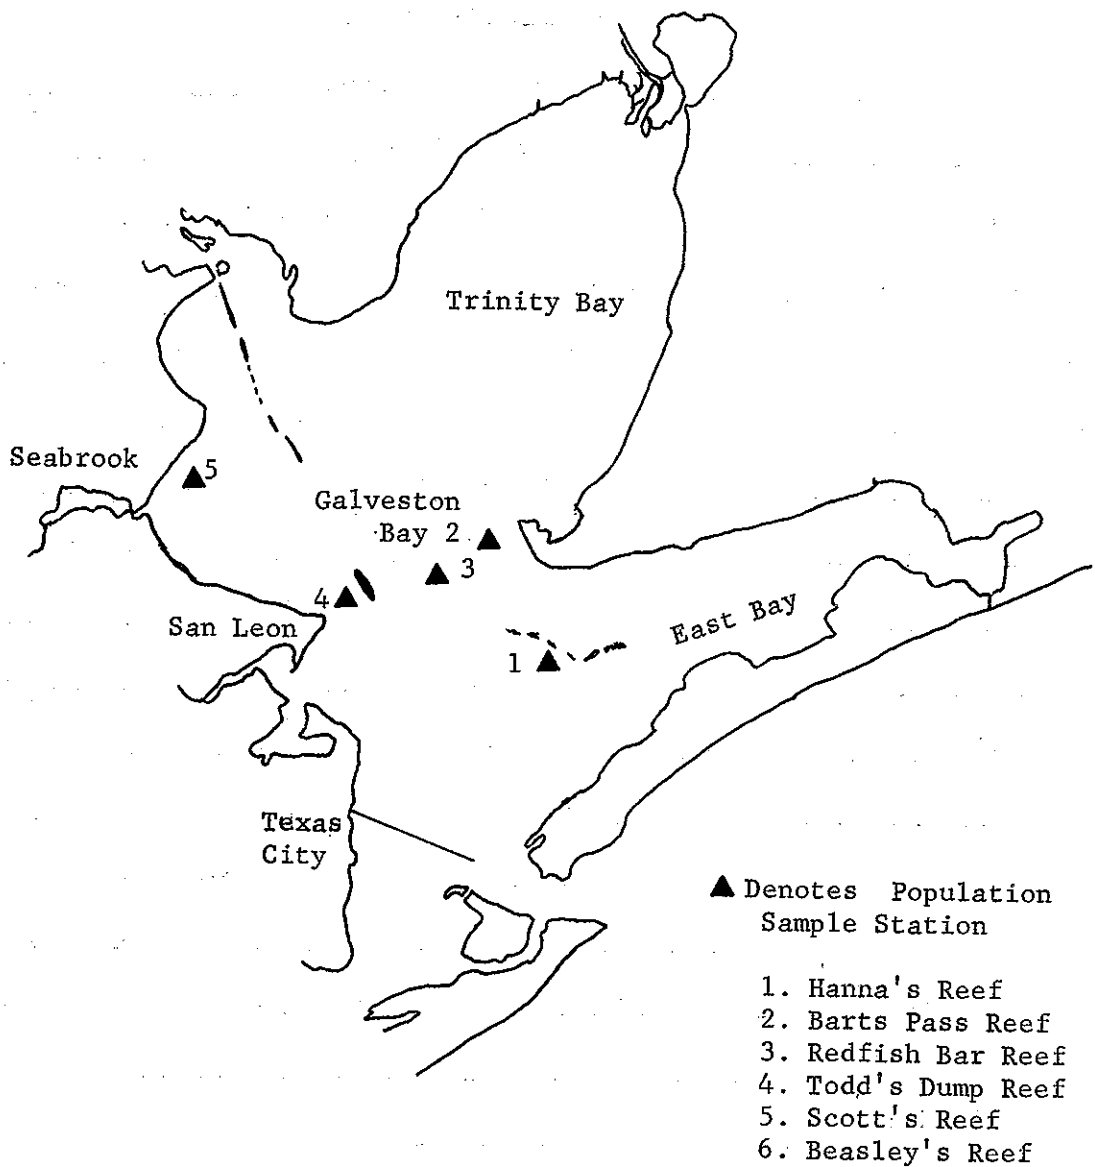 Trinity Bay
Seabrook
5
Galveston
Bay 2
3
4
San Leon
East Bay
1
Texas
City
Denotes Population
Sample Station
1. Hanna's Reef
2. Barts Pass Reef
3. Redfish Bar Reef
4. Todd's Dump Reef
5. Scott's Reef
6. Beasley's Reef